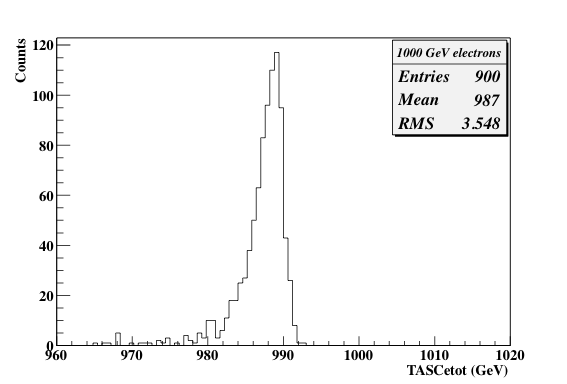 1000 GeV electrons
Entries 900
Mean 987
RMS 3.548
Counts
120
100
80
60
40
20
0
960 970 980 990 1000 1010 1020
TASCetot (GeV)